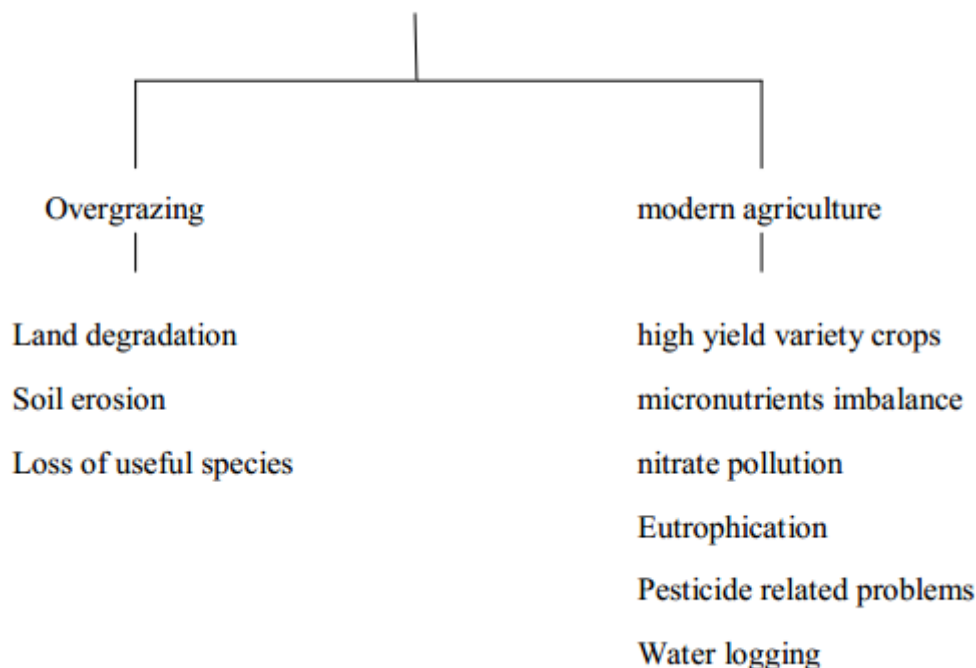 Overgrazing
modern agriculture
Land degradation
high yield variety crops
Soil erosion
micronutrients imbalance
Loss of useful species
nitrate pollution
Eutrophication
Pesticide related problems
Water logging